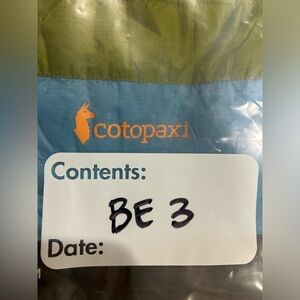 cotopaxi
Contents:
BE 3
Date: